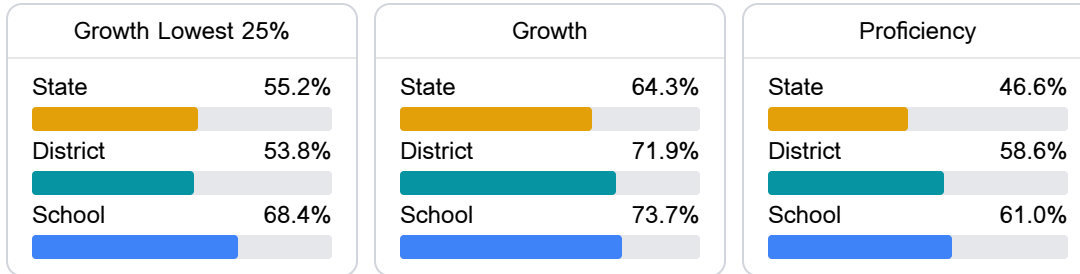 Growth Lowest 25%
State 55.2%
District 53.8%
School 68.4%
Growth
State 64.3%
District 71.9%
School 73.7%
Proficiency
State 46.6%
District 58.6%
School 61.0%